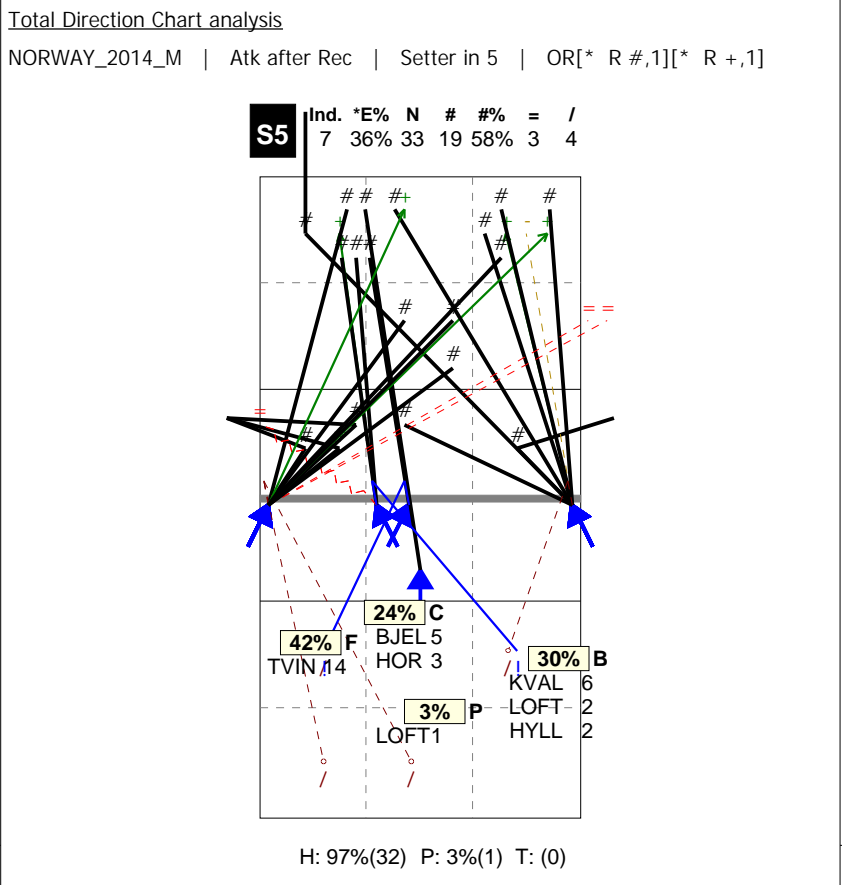 Total Direction Chart analysis
NORWAY_2014_M | Atk after Rec | Setter in 5 | OR[* R #,1][* R +,1]
S5
Ind. *E% N # #% = /
7 36% 33 19 58% 3 4
# # # + # #
# + # + - +
# # # #
# # = =
#
= # #
# #
24% C
42% F BJEL 5
30% B
TVIN 14 HOR 3
KVAL 6
3% P LOFT 2
LOFT 1 HYLL 2
/ /
H: 97%(32) P: 3%(1) T: (0)